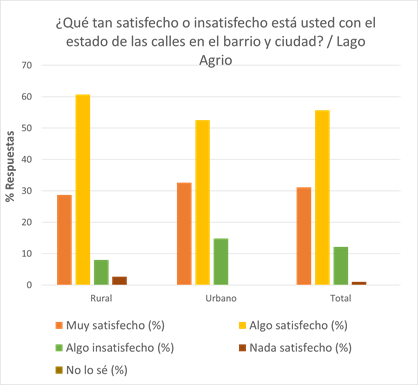 ¿Qué tan satisfecho o insatisfecho está usted con el
estado de las calles en el barrio y ciudad? / Lago
Agrio
70
60
50
40
30
20
10
0
% Respuestas
Rural Urbano Total
Muy satisfecho (%) Algo satisfecho (%)
Algo insatisfecho (%) Nada satisfecho (%)
No lo sé (%)